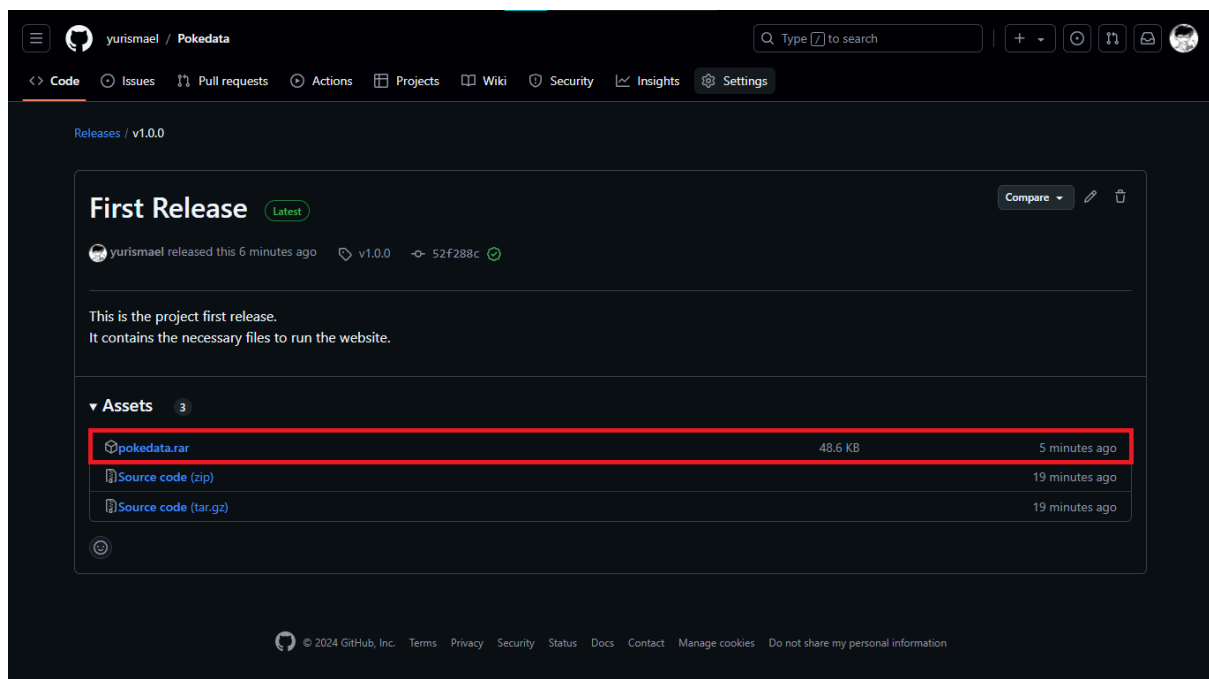 yurismael / Pokedata
Type / to search
Code Issues Pull requests Actions Projects Wiki Security Insights Settings
Releases / v1.0.0
First Release Latest
Compare
yurismael released this 6 minutes ago v1.0.0 52f288c
This is the project first release.
It contains the necessary files to run the website.
Assets 3
pokedata.rar 48.6 KB 5 minutes ago
Source code (zip) 19 minutes ago
Source code (tar.gz) 19 minutes ago
© 2024 GitHub, Inc. Terms Privacy Security Status Docs Contact Manage cookies Do not share my personal information